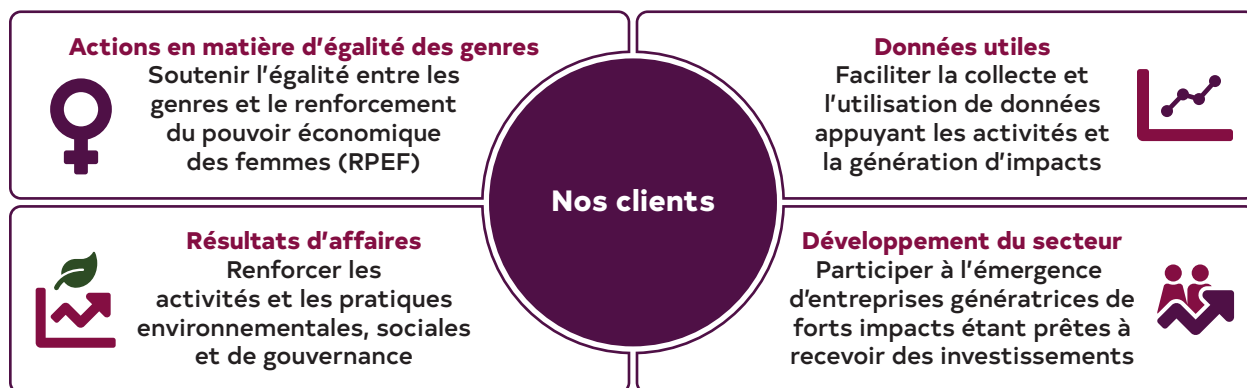 Actions en matière d'égalité des genres
Soutenir l'égalité entre les
genres et le renforcement
du pouvoir économique
des femmes (RPEF)
Données utiles
Faciliter la collecte et
l'utilisation de données
appuyant les activités et
la génération d'impacts
Nos clients
Résultats d'affaires
Renforcer les
activités et les pratiques
environnementales, sociales
et de gouvernance
Développement du secteur
Participer à l'émergence
d'entreprises génératrices de
forts impacts étant prêtes à
recevoir des investissements